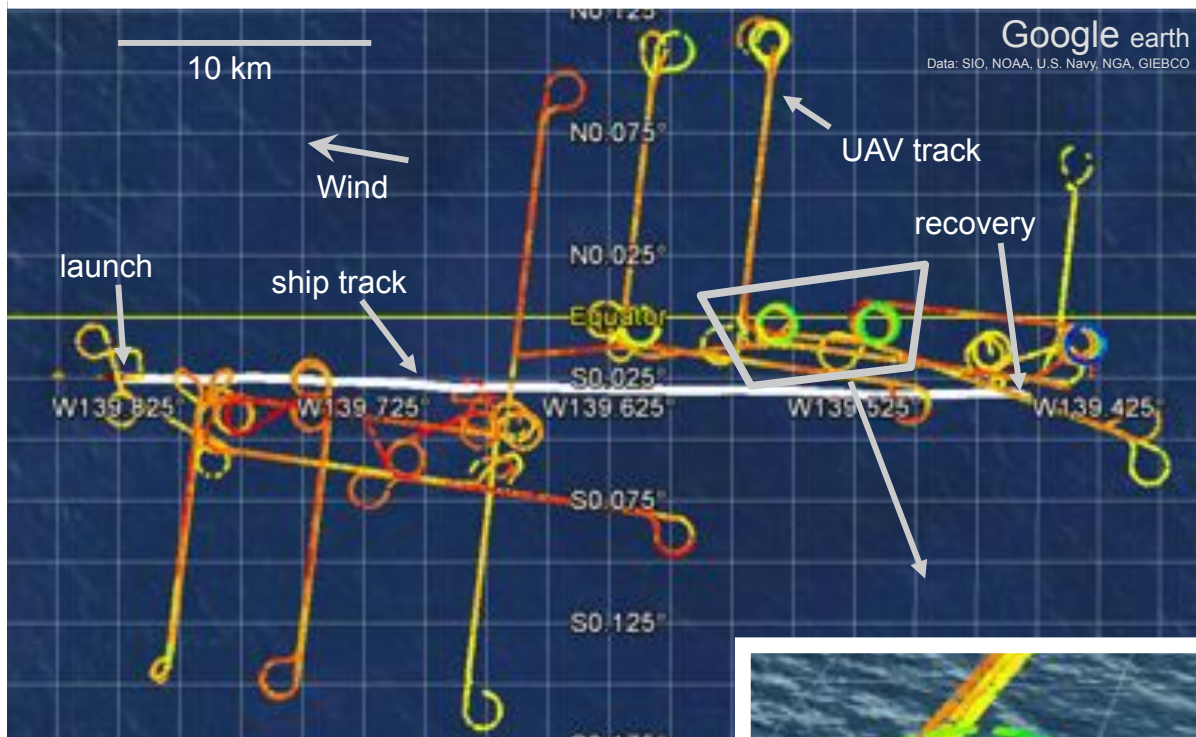 N0.125°
Google earth
Data: SIO, NOAA, U.S. Navy, NGA, GIEBCO
10 km
N0.075°
UAV track
Wind
recovery
launch
N0.025°
ship track
Equator
S0.025°
W139.825°
W139.725°
W139.625°
W139.525°
W139.425°
S0.075°
S0.125°